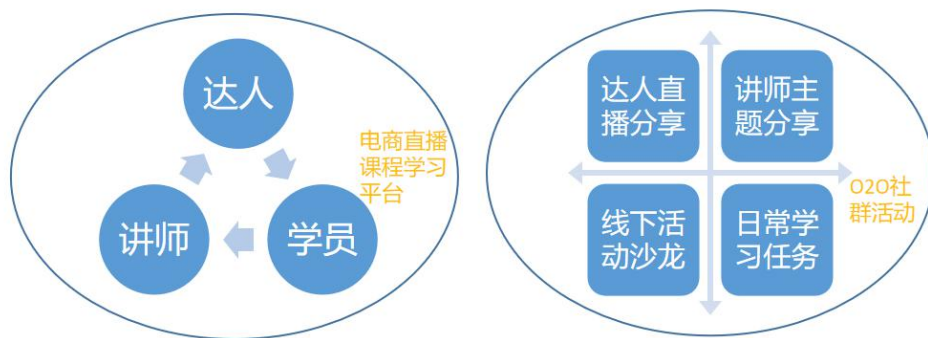 达人
电商直播
课程学习
平台
讲师
学员
达人直
播分享
讲师主
题分享
O2O社
群活动
线下活
动沙龙
日常学
习任务